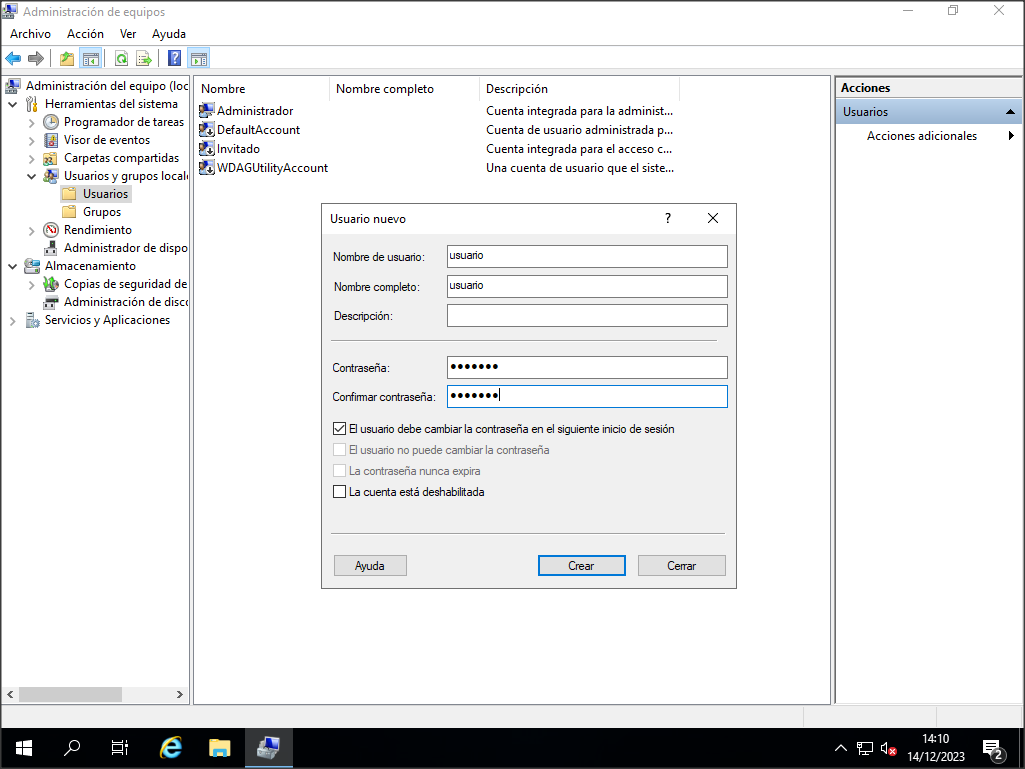 Administración de equipos
Archivo Acción Ver Ayuda
Administración del equipo (loc
Herramientas del sistema
Programador de tareas
Visor de eventos
Carpetas compartidas
Usuarios y grupos locale
Usuarios
Grupos
Rendimiento
Administrador de dispo
Almacenamiento
Copias de seguridad de
Administración de disco
Servicios y Aplicaciones
Nombre Nombre completo Descripción
Administrador Cuenta integrada para la administ...
DefaultAccount Cuenta de usuario administrada p...
Invitado Cuenta integrada para el acceso c...
WDAGUtilityAccount Una cuenta de usuario que el siste...
Acciones
Usuarios
Acciones adicionales
Usuario nuevo ?
Nombre de usuario: usuario
Nombre completo: usuario
Descripción:
Contraseña: •••••••
Confirmar contraseña: •••••••
El usuario debe cambiar la contraseña en el siguiente inicio de sesión
El usuario no puede cambiar la contraseña
La contraseña nunca expira
La cuenta está deshabilitada
Ayuda Crear Cerrar
14:10
14/12/2023
2